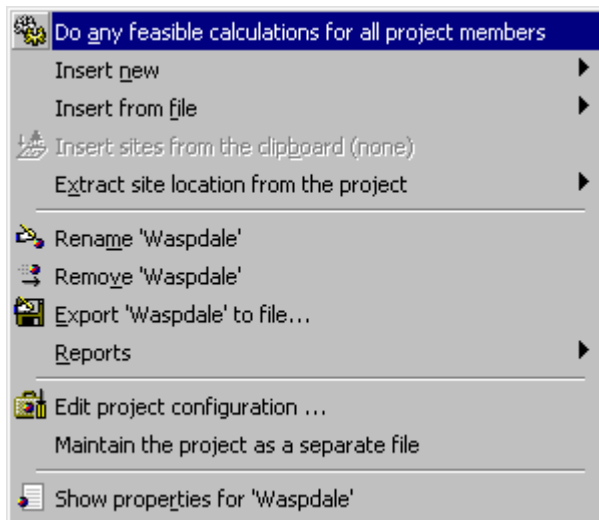 Do any feasible calculations for all project members
Insert new
Insert from file
Insert sites from the clipboard (none)
Extract site location from the project
Rename 'Waspdale'
Remove 'Waspdale'
Export 'Waspdale' to file...
Reports
Edit project configuration ...
Maintain the project as a separate file
Show properties for 'Waspdale'